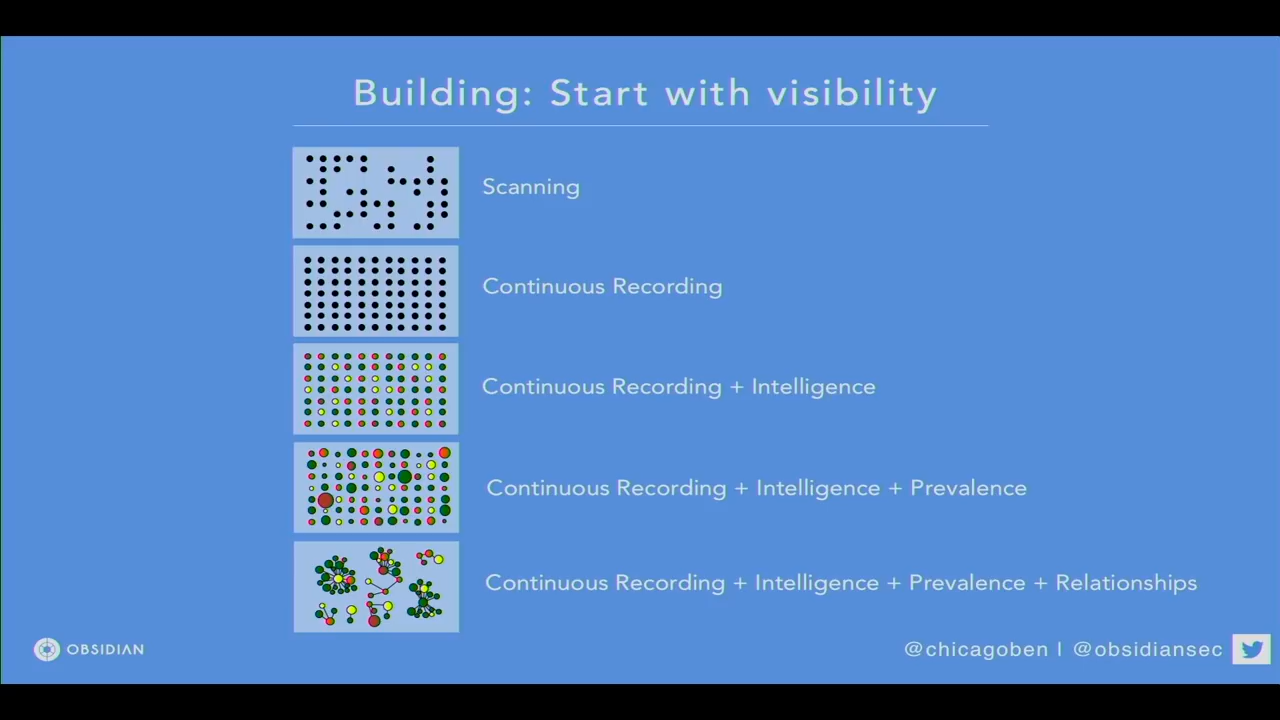 Building: Start with visibility
Scanning
Continuous Recording
Continuous Recording + Intelligence
Continuous Recording + Intelligence + Prevalence
Continuous Recording + Intelligence + Prevalence + Relationships
OBSIDIAN
@chicagoben | @obsidiansec